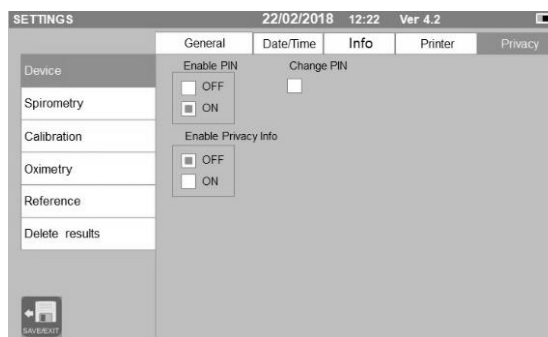 SETTINGS 22/02/2018 12:22 Ver 4.2
General Date/Time Info Printer Privacy
Device
Spirometry
Calibration
Oximetry
Reference
Delete results
Enable PIN Change PIN
OFF
ON
Enable Privacy Info
OFF
ON
SAVE/EXIT